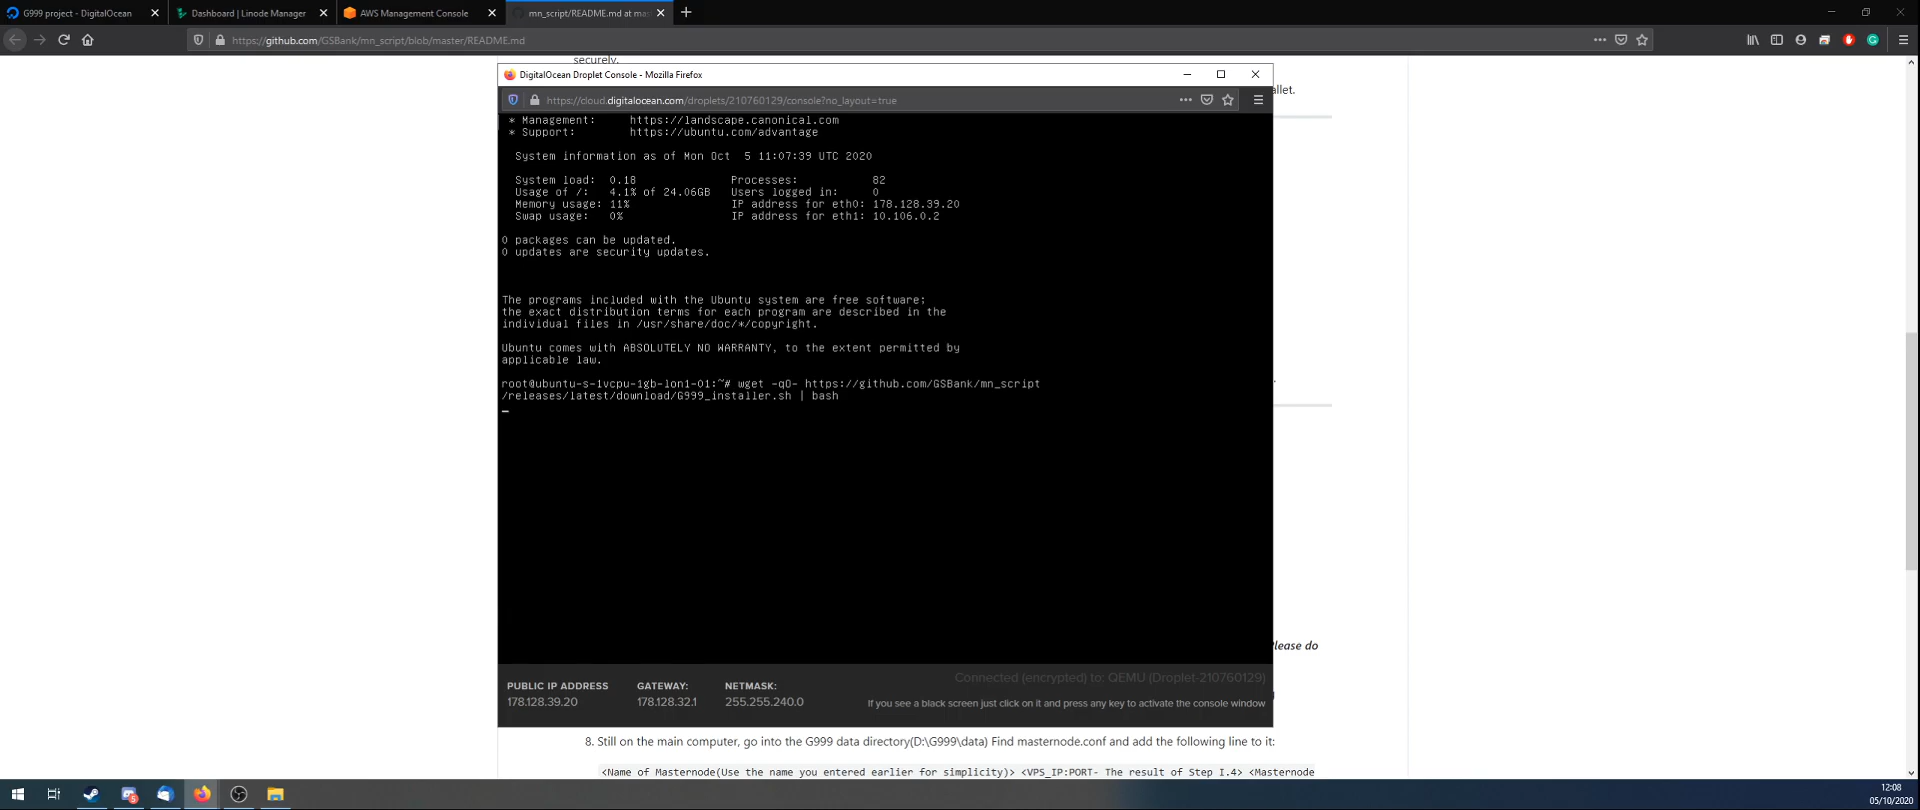 G999 project - DigitalOcean
Dashboard | Linode Manager
AWS Management Console
mn_script/README.md at mas
https://github.com/GSBank/mn_script/blob/master/README.md
securely.
DigitalOcean Droplet Console - Mozilla Firefox
allet.
https://cloud.digitalocean.com/droplets/210760129/console?no_layout=true
* Management: https://landscape.canonical.com
* Support: https://ubuntu.com/advantage
System information as of Mon Oct 5 11:07:39 UTC 2020
System load: 0.18 Processes: 82
Usage of /: 4.1% of 24.06GB Users logged in: 0
Memory usage: 11% IP address for eth0: 178.128.39.20
Swap usage: 0% IP address for eth1: 10.106.0.2
0 packages can be updated.
0 updates are security updates.
The programs included with the Ubuntu system are free software;
the exact distribution terms for each program are described in the
individual files in /usr/share/doc/*/copyright.
Ubuntu comes with ABSOLUTELY NO WARRANTY, to the extent permitted by
applicable law.
root@ubuntu-s-1vcpu-1gb-lon1-01:~# wget -qO- https://github.com/GSBank/mn_script
/releases/latest/download/G999_installer.sh | bash
Please do
Connected (encrypted) to: QEMU (Droplet-210760129)
PUBLIC IP ADDRESS GATEWAY: NETMASK:
178.128.39.20 178.128.32.1 255.255.240.0
If you see a black screen just click on it and press any key to activate the console window
8. Still on the main computer, go into the G999 data directory(D:\G999\data) Find masternode.conf and add the following line to it:
<Name of Masternode(Use the name you entered earlier for simplicity)> <VPS_IP:PORT- The result of Step I.4> <Masternode
12:08
05/10/2020